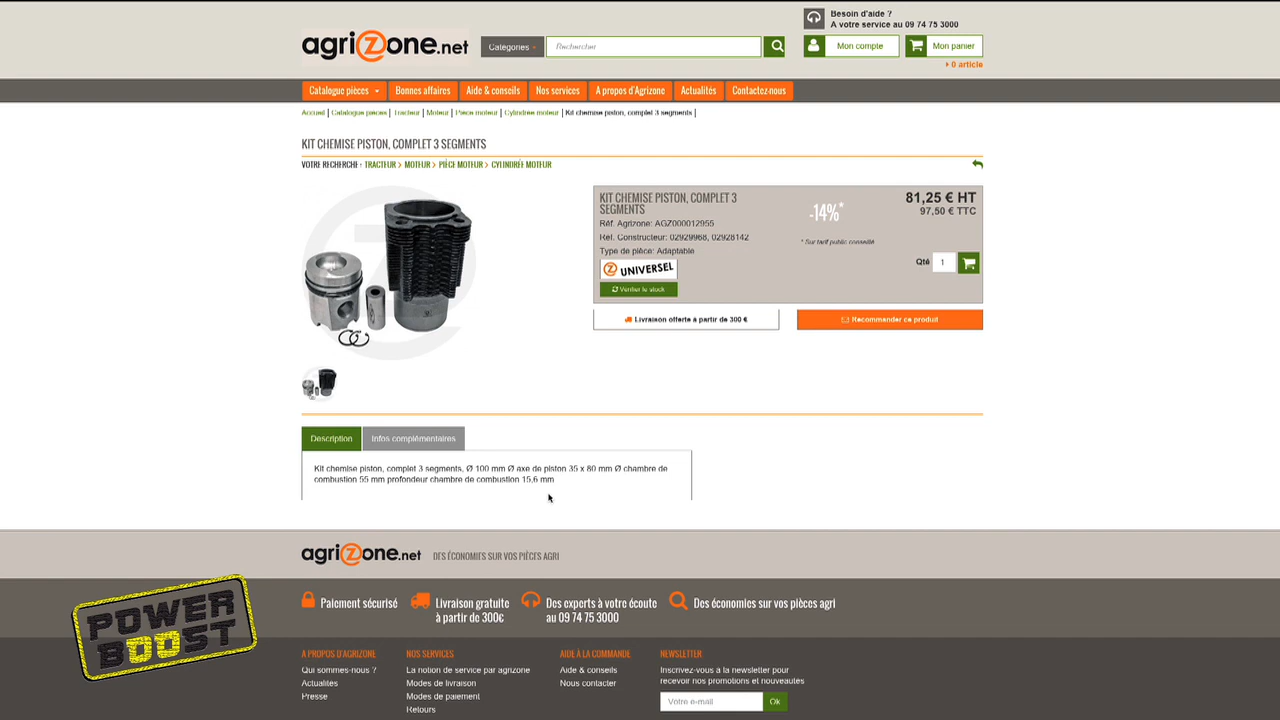 Besoin d'aide ?
A votre service au 09 74 75 3000
agrizone.net
Catégories
Rechercher
Mon compte
Mon panier
0 article
Catalogue pièces
Bonnes affaires
Aide & conseils
Nos services
A propos d'Agrizone
Actualités
Contactez-nous
Accueil | Catalogue pièces | Tracteur | Moteur | Pièce moteur | Cylindrée moteur | Kit chemise piston, complet 3 segments |
KIT CHEMISE PISTON, COMPLET 3 SEGMENTS
VOTRE RECHERCHE : TRACTEUR > MOTEUR > PIÈCE MOTEUR > CYLINDRÉE MOTEUR
KIT CHEMISE PISTON, COMPLET 3
SEGMENTS
Réf. Agrizone: AGZ000012955
Réf. Constructeur: 02929968, 02928142
Type de pièce: Adaptable
UNIVERSEL
Vérifier le stock
-14%*
* Sur tarif public conseillé
81,25 € HT
97,50 € TTC
Qté 1
Livraison offerte à partir de 300 €
Recommander ce produit
Description
Infos complémentaires
Kit chemise piston, complet 3 segments, Ø 100 mm Ø axe de piston 35 x 80 mm Ø chambre de
combustion 55 mm profondeur chambre de combustion 15,6 mm
agrizone.net DES ÉCONOMIES SUR VOS PIÈCES AGRI
Paiement sécurisé
Livraison gratuite
à partir de 300€
Des experts à votre écoute
au 09 74 75 3000
Des économies sur vos pièces agri
POWER
BOOST
A PROPOS D'AGRIZONE
Qui sommes-nous ?
Actualités
Presse
NOS SERVICES
La notion de service par agrizone
Modes de livraison
Modes de paiement
Retours
AIDE À LA COMMANDE
Aide & conseils
Nous contacter
NEWSLETTER
Inscrivez-vous à la newsletter pour
recevoir nos promotions et nouveautés
Votre e-mail
Ok